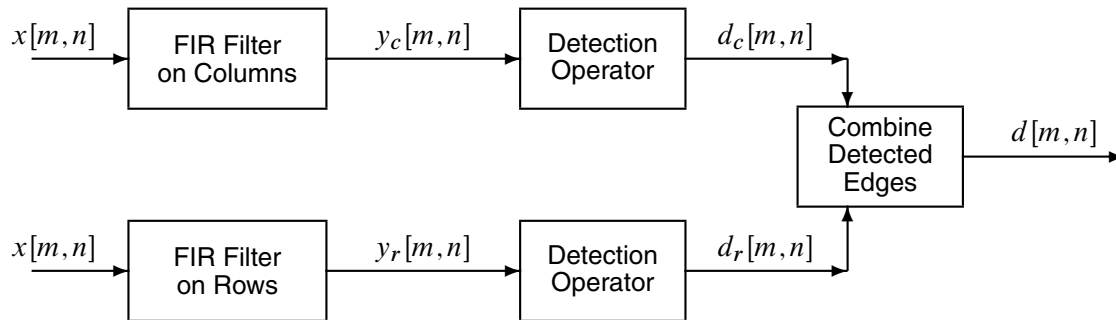 x[m,n]
FIR Filter
on Columns
y_c[m,n]
Detection
Operator
d_c[m,n]
Combine
Detected
Edges
d[m,n]
x[m,n]
FIR Filter
on Rows
y_r[m,n]
Detection
Operator
d_r[m,n]